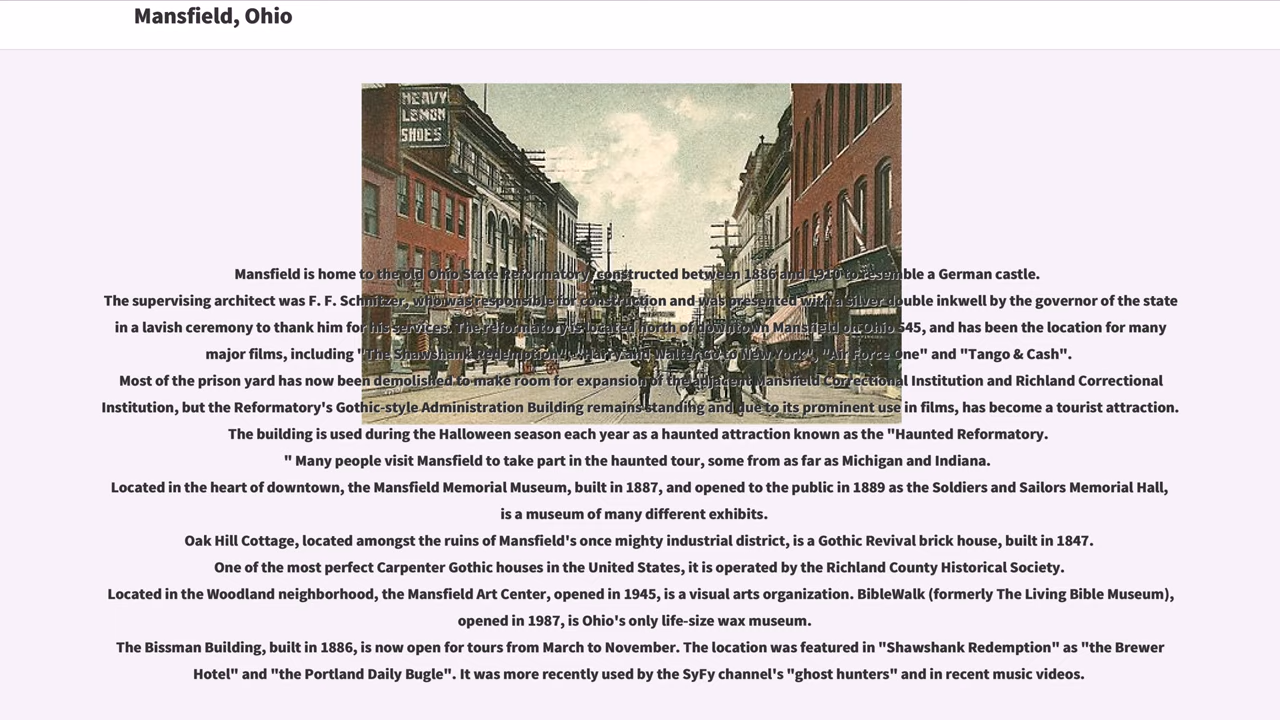 Mansfield, Ohio
HEAVY
LEMON
SHOES
Mansfield is home to the old Ohio State Reformatory, constructed between 1886 and 1910 to resemble a German castle.
The supervising architect was F. F. Schnitzer, who was responsible for construction and was presented with a silver double inkwell by the governor of the state
in a lavish ceremony to thank him for his services. The reformatory is located north of downtown Mansfield on Ohio 545, and has been the location for many
major films, including "The Shawshank Redemption", "Harry and Walter Go to New York", "Air Force One" and "Tango & Cash".
Most of the prison yard has now been demolished to make room for expansion of the adjacent Mansfield Correctional Institution and Richland Correctional
Institution, but the Reformatory's Gothic-style Administration Building remains standing and due to its prominent use in films, has become a tourist attraction.
The building is used during the Halloween season each year as a haunted attraction known as the "Haunted Reformatory.
" Many people visit Mansfield to take part in the haunted tour, some from as far as Michigan and Indiana.
Located in the heart of downtown, the Mansfield Memorial Museum, built in 1887, and opened to the public in 1889 as the Soldiers and Sailors Memorial Hall,
is a museum of many different exhibits.
Oak Hill Cottage, located amongst the ruins of Mansfield's once mighty industrial district, is a Gothic Revival brick house, built in 1847.
One of the most perfect Carpenter Gothic houses in the United States, it is operated by the Richland County Historical Society.
Located in the Woodland neighborhood, the Mansfield Art Center, opened in 1945, is a visual arts organization. BibleWalk (formerly The Living Bible Museum),
opened in 1987, is Ohio's only life-size wax museum.
The Bissman Building, built in 1886, is now open for tours from March to November. The location was featured in "Shawshank Redemption" as "the Brewer
Hotel" and "the Portland Daily Bugle". It was more recently used by the SyFy channel's "ghost hunters" and in recent music videos.